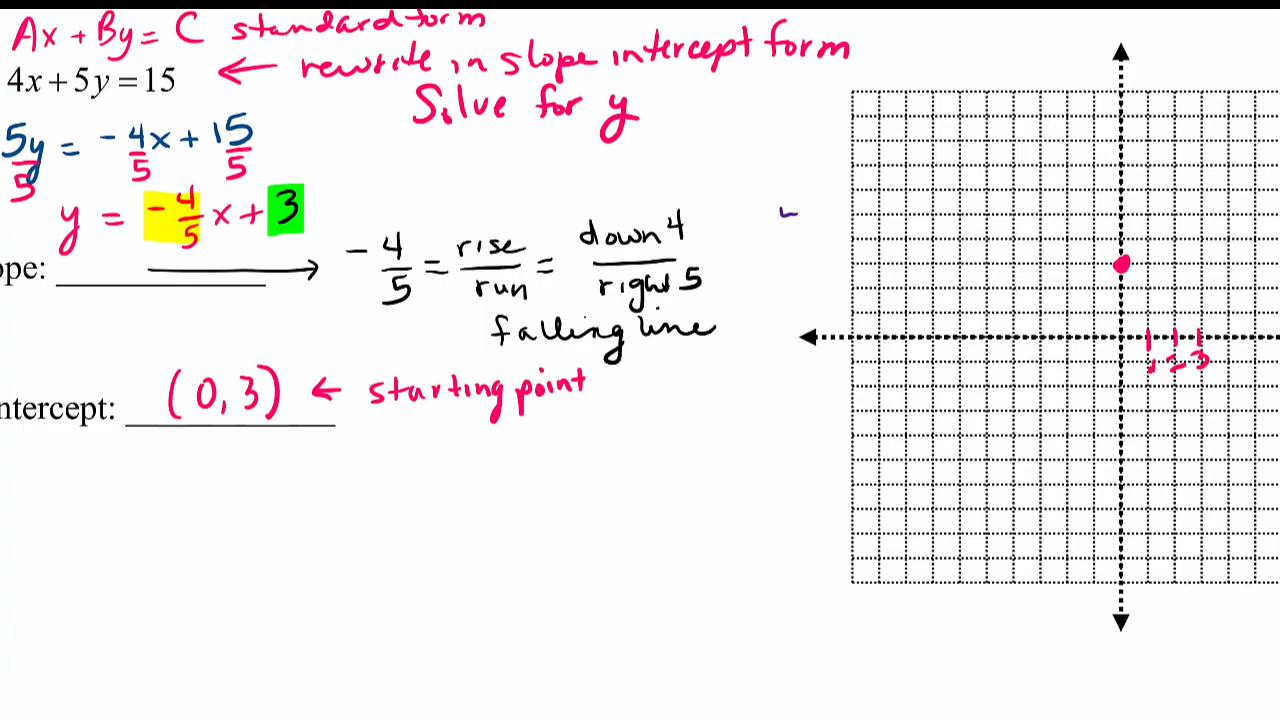 Ax + By = C standard form
4x + 5y = 15 ← rewrite in slope intercept form
Solve for y
5y/5 = -4x/5 + 15/5
y = -4/5 x + 3
ope: → -4/5 = rise/run = down 4/right 5
falling line
ntercept: (0,3) ← starting point
1 2 3